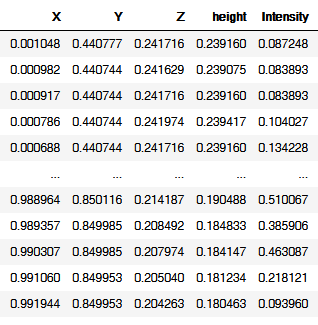 X Y Z height Intensity
0.001048 0.440777 0.241716 0.239160 0.087248
0.000982 0.440744 0.241629 0.239075 0.083893
0.000917 0.440744 0.241716 0.239160 0.083893
0.000786 0.440744 0.241974 0.239417 0.104027
0.000688 0.440744 0.241716 0.239160 0.134228
... ... ... ... ...
0.988964 0.850116 0.214187 0.190488 0.510067
0.989357 0.849985 0.208492 0.184833 0.385906
0.990307 0.849985 0.207974 0.184147 0.463087
0.991060 0.849953 0.205040 0.181234 0.218121
0.991944 0.849953 0.204263 0.180463 0.093960